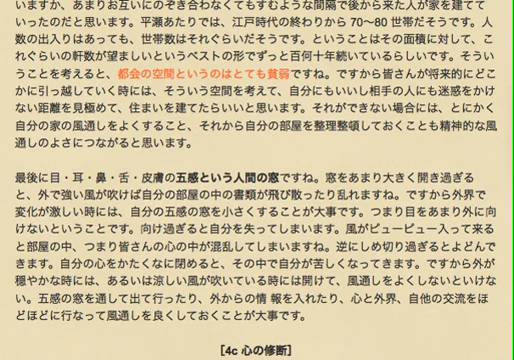 いますか、あまりお互いにのぞき合わなくてもすむような間隔で後から来た人が家を建てて
いったのだと思います。平瀬あたりでは、江戸時代の終わりから 70～80 世帯だそうです。人
数の出入りはあっても、世帯数はそれぐらいだそうです。ということはその面積に対して、こ
れぐらいの軒数が望ましいというベストの形でずっと百何十年続いているらしいです。そうい
うことを考えると、都会の空間というのはとても貧弱ですね。ですから皆さんが将来的にどこ
かに引っ越していく時には、そういう空間を考えて、自分にもいいし相手の人にも迷惑をかけ
ない距離を見極めて、住まいを建てたらいいと思います。それができない場合には、とにかく
自分の家の風通しをよくすること、それから自分の部屋を整理整頓しておくことも精神的な風
通しのよさにつながると思います。
最後に目・耳・鼻・舌・皮膚の五感という人間の窓ですね。窓をあまり大きく開き過ぎる
と、外で強い風が吹けば自分の部屋の中の書類が飛び散ったり乱れますね。ですから外界で
変化が激しい時には、自分の五感の窓を小さくすることが大事です。つまり目をあまり外に向
けないということです。向け過ぎると自分を失ってしまいます。風がビュービュー入って来る
と部屋の中、つまり皆さんの心の中が混乱してしまいますね。逆にしめ切り過ぎるとよどんで
きます。自分の心をかたくなに閉めると、その中で自分が苦しくなってきます。ですから外が
穏やかな時には、あるいは涼しい風が吹いている時には開けて、風通しをよくしないといけな
い。五感の窓を通して出て行ったり、外からの情 報を入れたり、心と外界、自他の交流をほ
どほどに行なって風通しを良くしておくことが大事です。
［4c 心の修断］